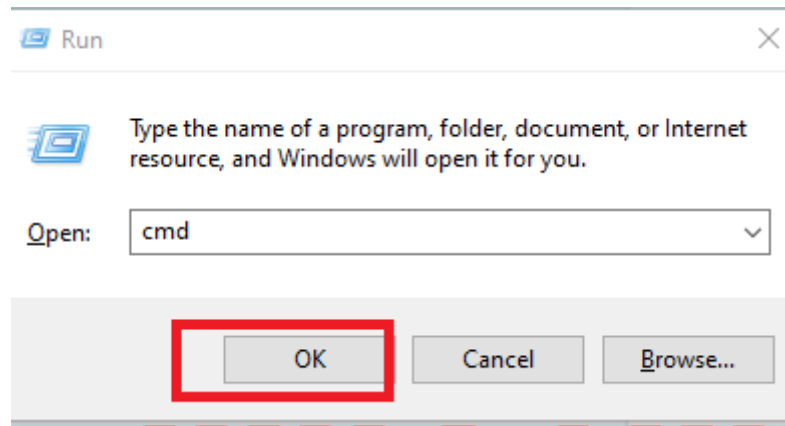 Run
Type the name of a program, folder, document, or Internet
resource, and Windows will open it for you.
Open: cmd
OK Cancel Browse...